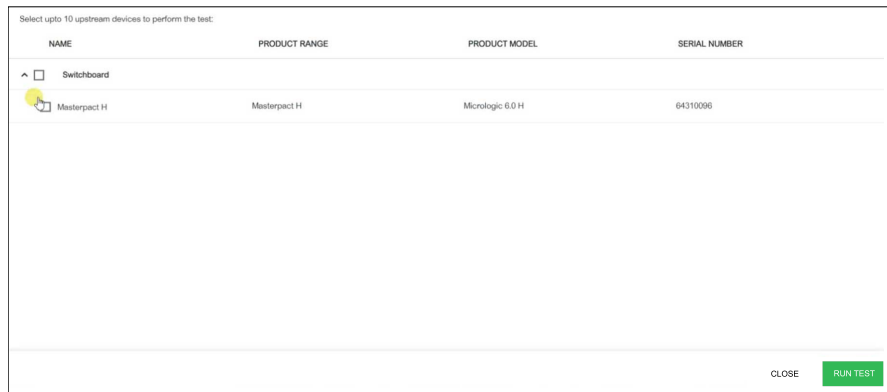 Select upto 10 upstream devices to perform the test:
NAME PRODUCT RANGE PRODUCT MODEL SERIAL NUMBER
Switchboard
Masterpact H Masterpact H Micrologic 6.0 H 64310096
CLOSE RUN TEST